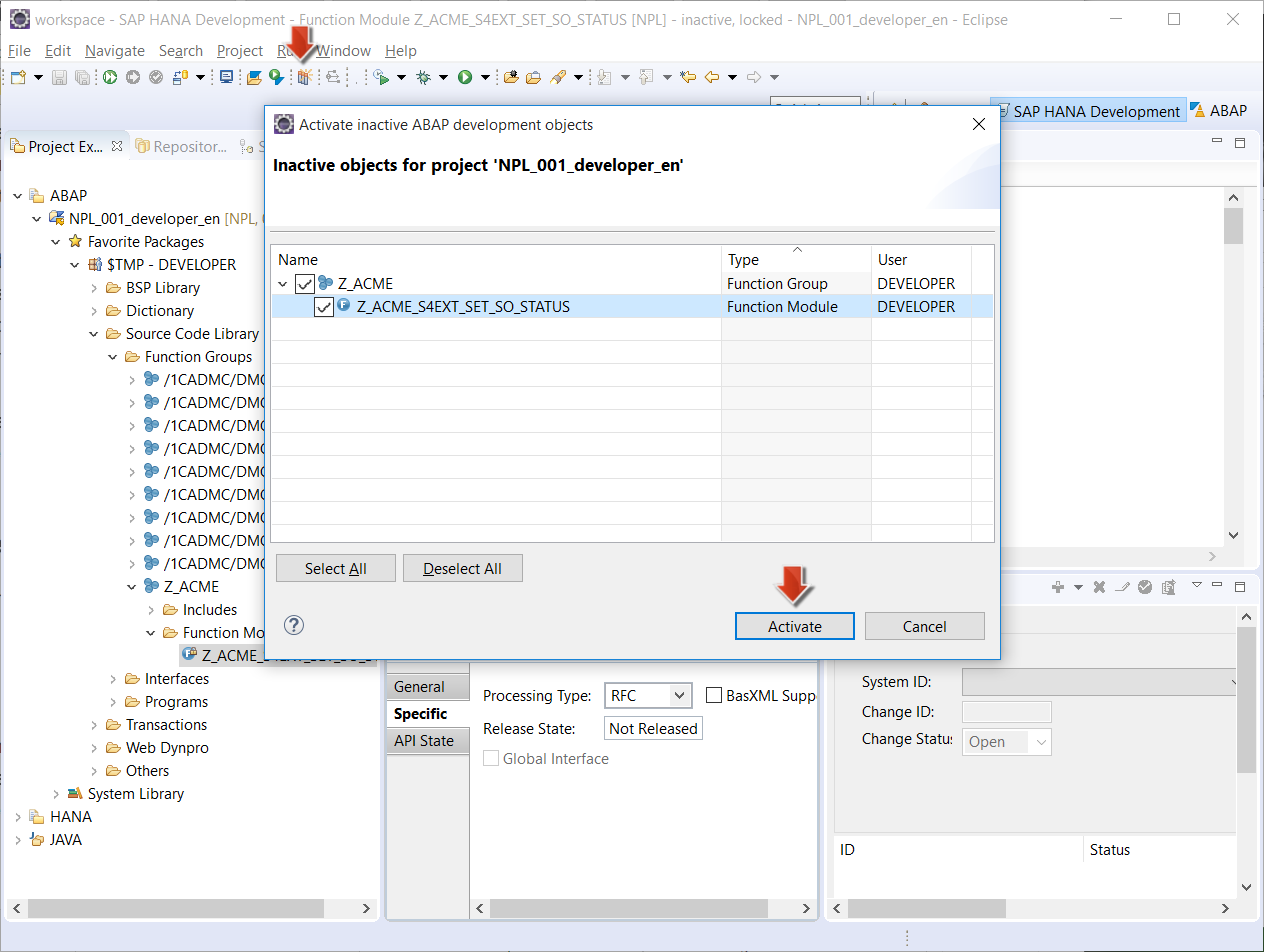 workspace - SAP HANA Development - Function Module Z_ACME_S4EXT_SET_SO_STATUS [NPL] - inactive, locked - NPL_001_developer_en - Eclipse
File Edit Navigate Search Project Window Help
SAP HANA Development ABAP
Project Ex... Repositor...
Activate inactive ABAP development objects
Inactive objects for project 'NPL_001_developer_en'
Name Type User
Z_ACME Function Group DEVELOPER
Z_ACME_S4EXT_SET_SO_STATUS Function Module DEVELOPER
Select All Deselect All
Activate Cancel
ABAP
NPL_001_developer_en [NPL,
Favorite Packages
$TMP - DEVELOPER
BSP Library
Dictionary
Source Code Library
Function Groups
/1CADMC/DMC
/1CADMC/DMC
/1CADMC/DMC
/1CADMC/DMC
/1CADMC/DMC
/1CADMC/DMC
/1CADMC/DMC
/1CADMC/DMC
/1CADMC/DMC
Z_ACME
Includes
Function Mo
Z_ACME_S4EXT_SET_SO_S
Interfaces
Programs
Transactions
Web Dynpro
Others
System Library
HANA
JAVA
General
Specific
API State
Processing Type: RFC BasXML Suppo
Release State: Not Released
Global Interface
System ID:
Change ID:
Change Status: Open
ID Status